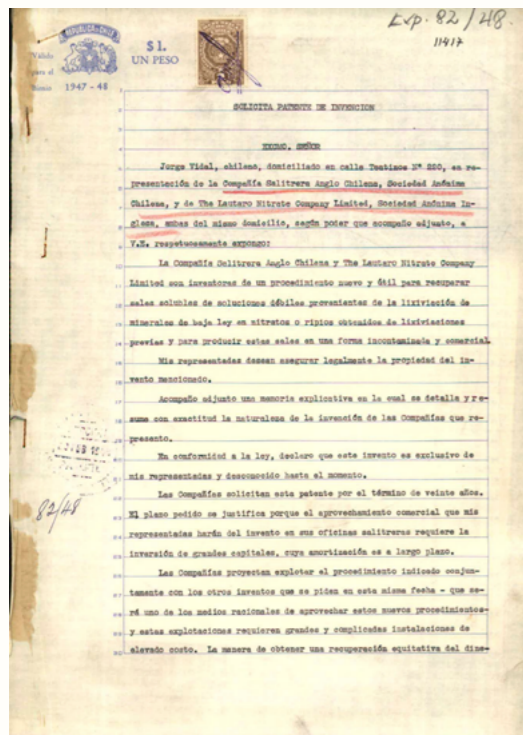 Exp. 82/48.
11417
REPUBLICA DE CHILE
Válido
para el
Bienio
1947 - 48
$ 1.
UN PESO
SOLICITA PATENTE DE INVENCION
EXCMO. SEÑOR
Jorge Vidal, chileno, domiciliado en calle Teatinos Nº 220, en re-
presentación de la Compañía Salitrera Anglo Chilena, Sociedad Anónima
Chilena, y de The Lautaro Nitrate Company Limited, Sociedad Anónima In-
glesa, ambas del mismo domicilio, según poder que acompaño adjunto, a
V.E. respetuosamente expongo:
La Compañía Salitrera Anglo Chilena y The Lautaro Nitrate Company
Limited son inventores de un procedimiento nuevo y útil para recuperar
sales solubles de soluciones débiles provenientes de la lixiviación de
minerales de baja ley en nitratos o ripios obtenidos de lixiviaciones
previas y para producir estas sales en una forma incontaminada y comercial.
Mis representadas desean asegurar legalmente la propiedad del in-
vento mencionado.
Acompaño adjunto una memoria explicativa en la cual se detalla y re-
sume con exactitud la naturaleza de la invención de las Compañías que re-
presento.
En conformidad a la ley, declaro que este invento es exclusivo de
mis representadas y desconocido hasta el momento.
82/48
Las Compañías solicitan esta patente por el término de veinte años.
El plazo pedido se justifica porque el aprovechamiento comercial que mis
representadas harán del invento en sus oficinas salitreras requiere la
inversión de grandes capitales, cuya amortización es a largo plazo.
Las Compañías proyectan explotar el procedimiento indicado conjun-
tamente con los otros inventos que se piden en esta misma fecha - que se-
rá uno de los medios racionales de aprovechar estos nuevos procedimientos-
y estas explotaciones requieren grandes y complicadas instalaciones de
elevado costo. La manera de obtener una recuperación equitativa del dine-